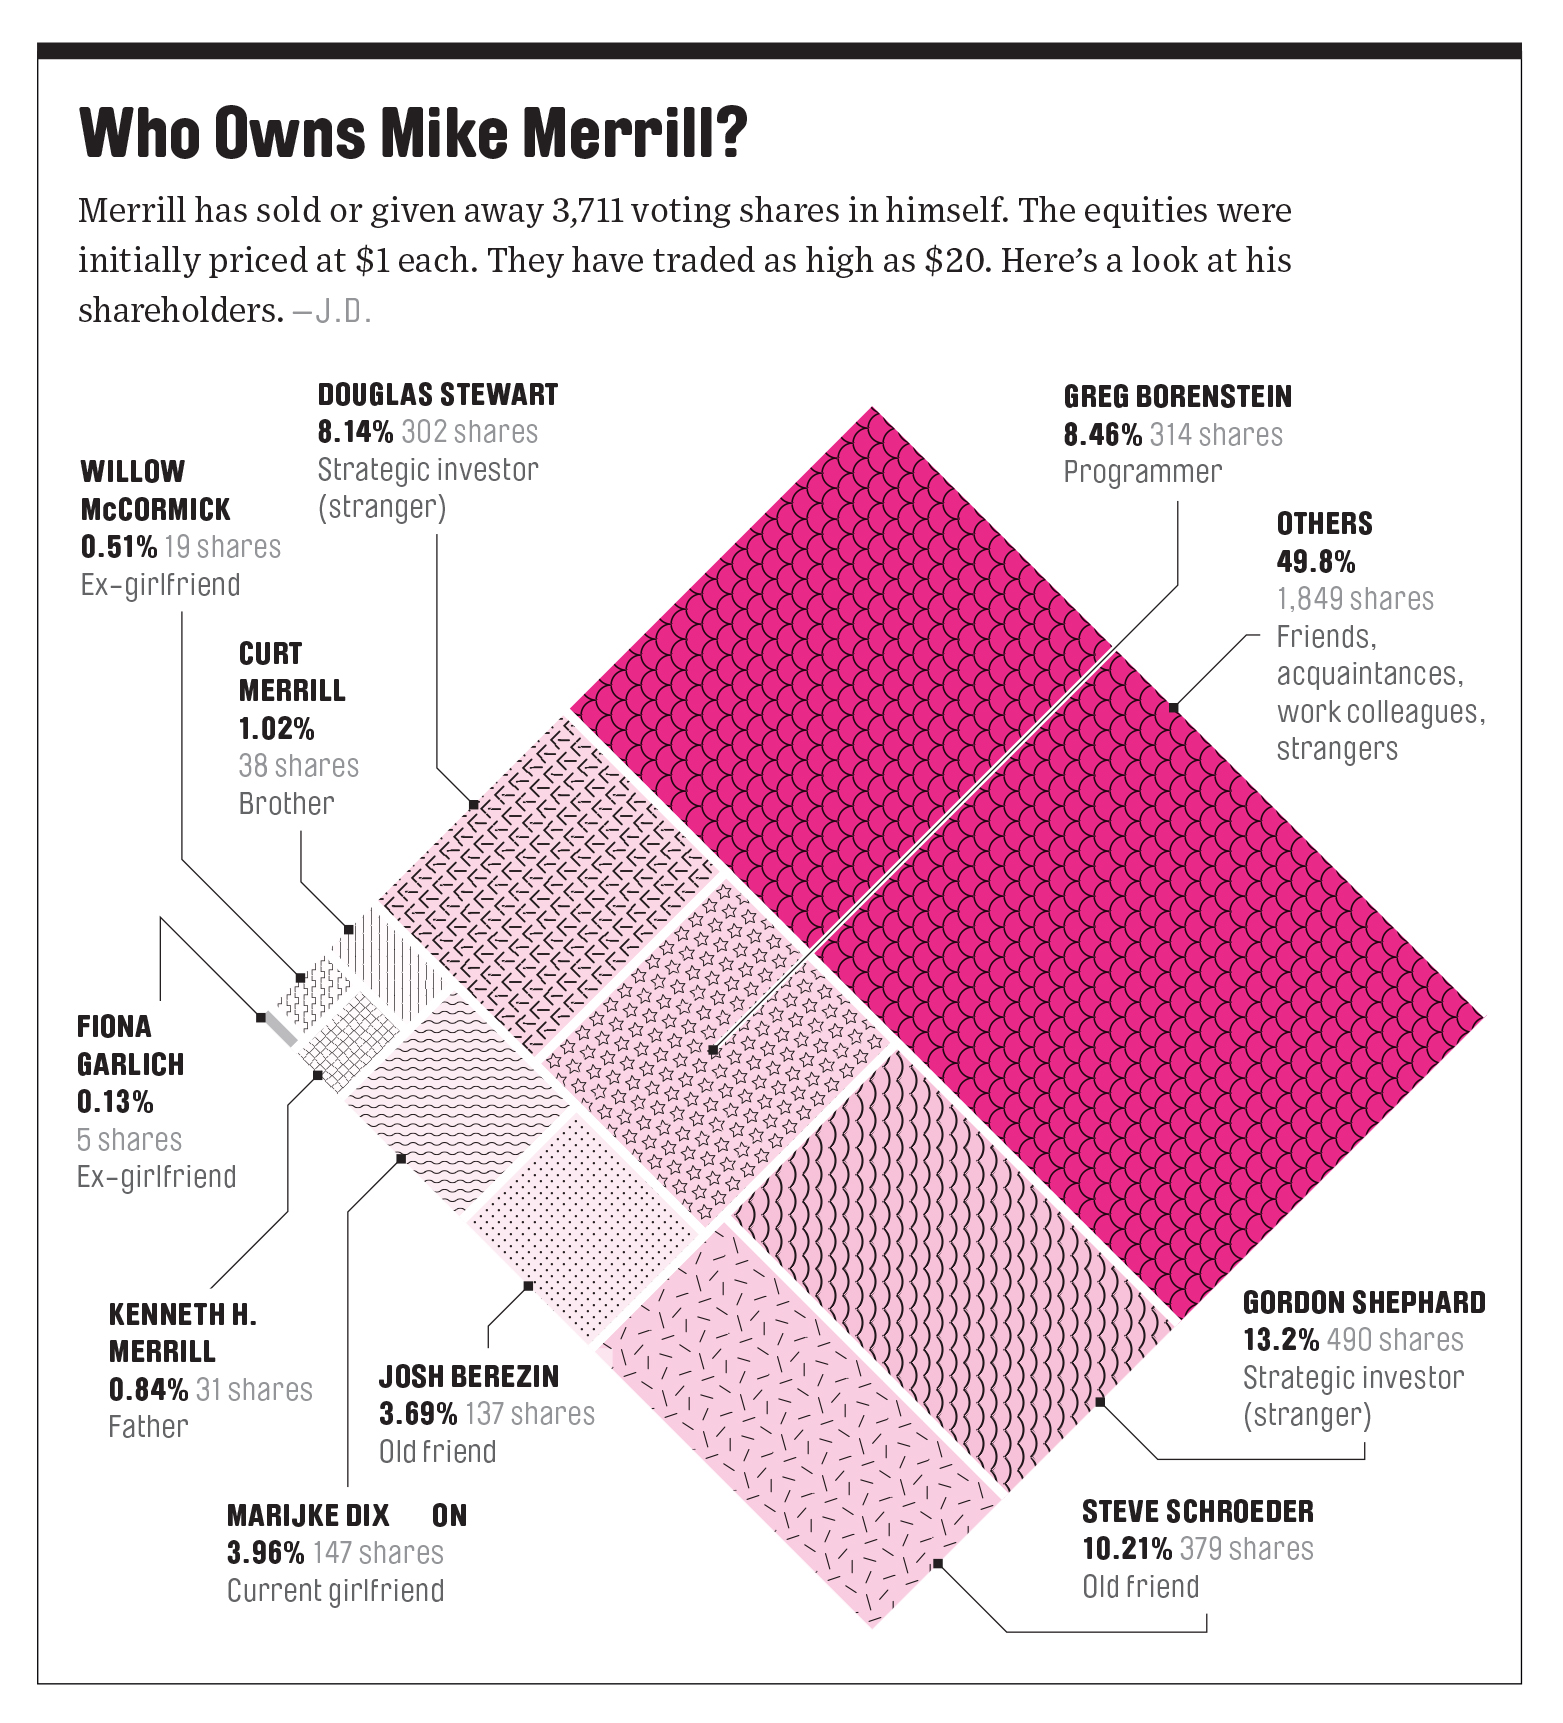 Who Owns Mike Merrill?
Merrill has sold or given away 3,711 voting shares in himself. The equities were
initially priced at $1 each. They have traded as high as $20. Here’s a look at his
shareholders. —J.D.
DOUGLAS STEWART
8.14% 302 shares
Strategic investor
(stranger)
GREG BORENSTEIN
8.46% 314 shares
Programmer
WILLOW
McCORMICK
0.51% 19 shares
Ex-girlfriend
OTHERS
49.8%
1,849 shares
Friends,
acquaintances,
work colleagues,
strangers
CURT
MERRILL
1.02%
38 shares
Brother
FIONA
GARLICH
0.13%
5 shares
Ex-girlfriend
KENNETH H.
MERRILL
0.84% 31 shares
Father
GORDON SHEPHARD
13.2% 490 shares
Strategic investor
(stranger)
JOSH BEREZIN
3.69% 137 shares
Old friend
MARIJKE DIX ON
3.96% 147 shares
Current girlfriend
STEVE SCHROEDER
10.21% 379 shares
Old friend